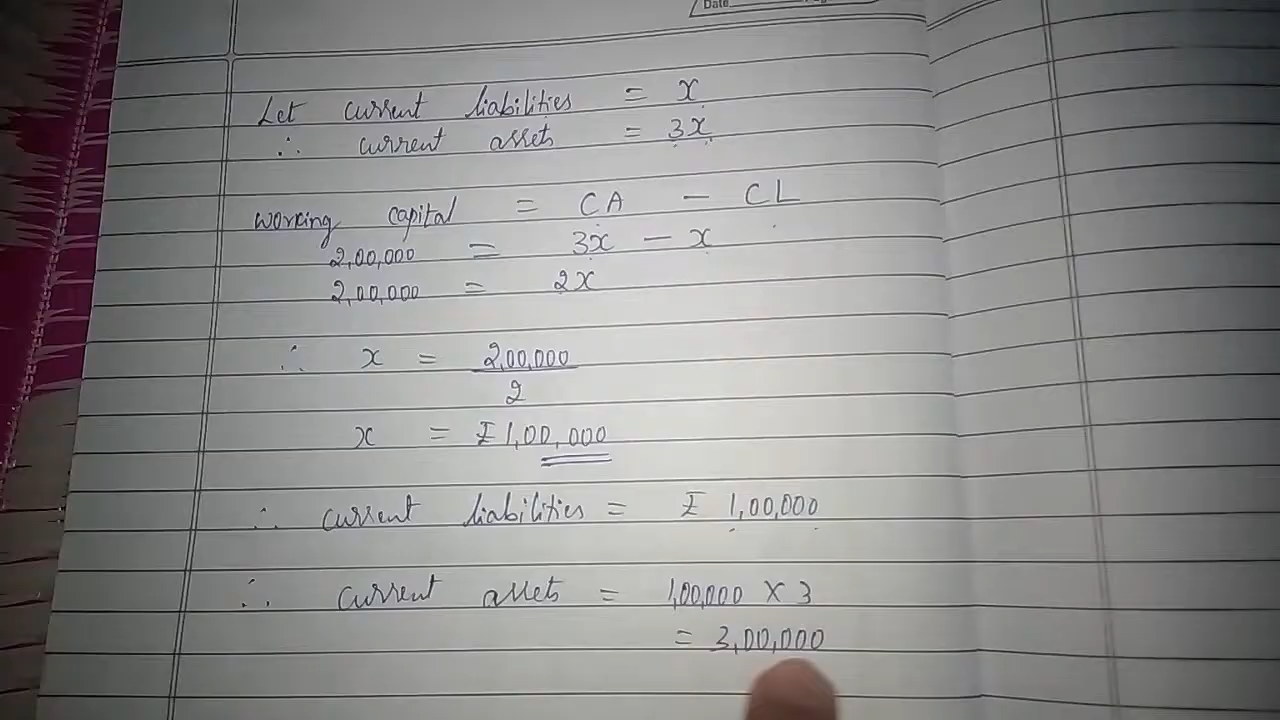 Date
Let current liabilities = x
∴ current assets = 3x
Working capital = CA - CL
2,00,000 = 3x - x
2,00,000 = 2x
∴ x = 2,00,000
2
x = ₹ 1,00,000
∴ current liabilities = ₹ 1,00,000
∴ current assets = 1,00,000 × 3
= 3,00,000